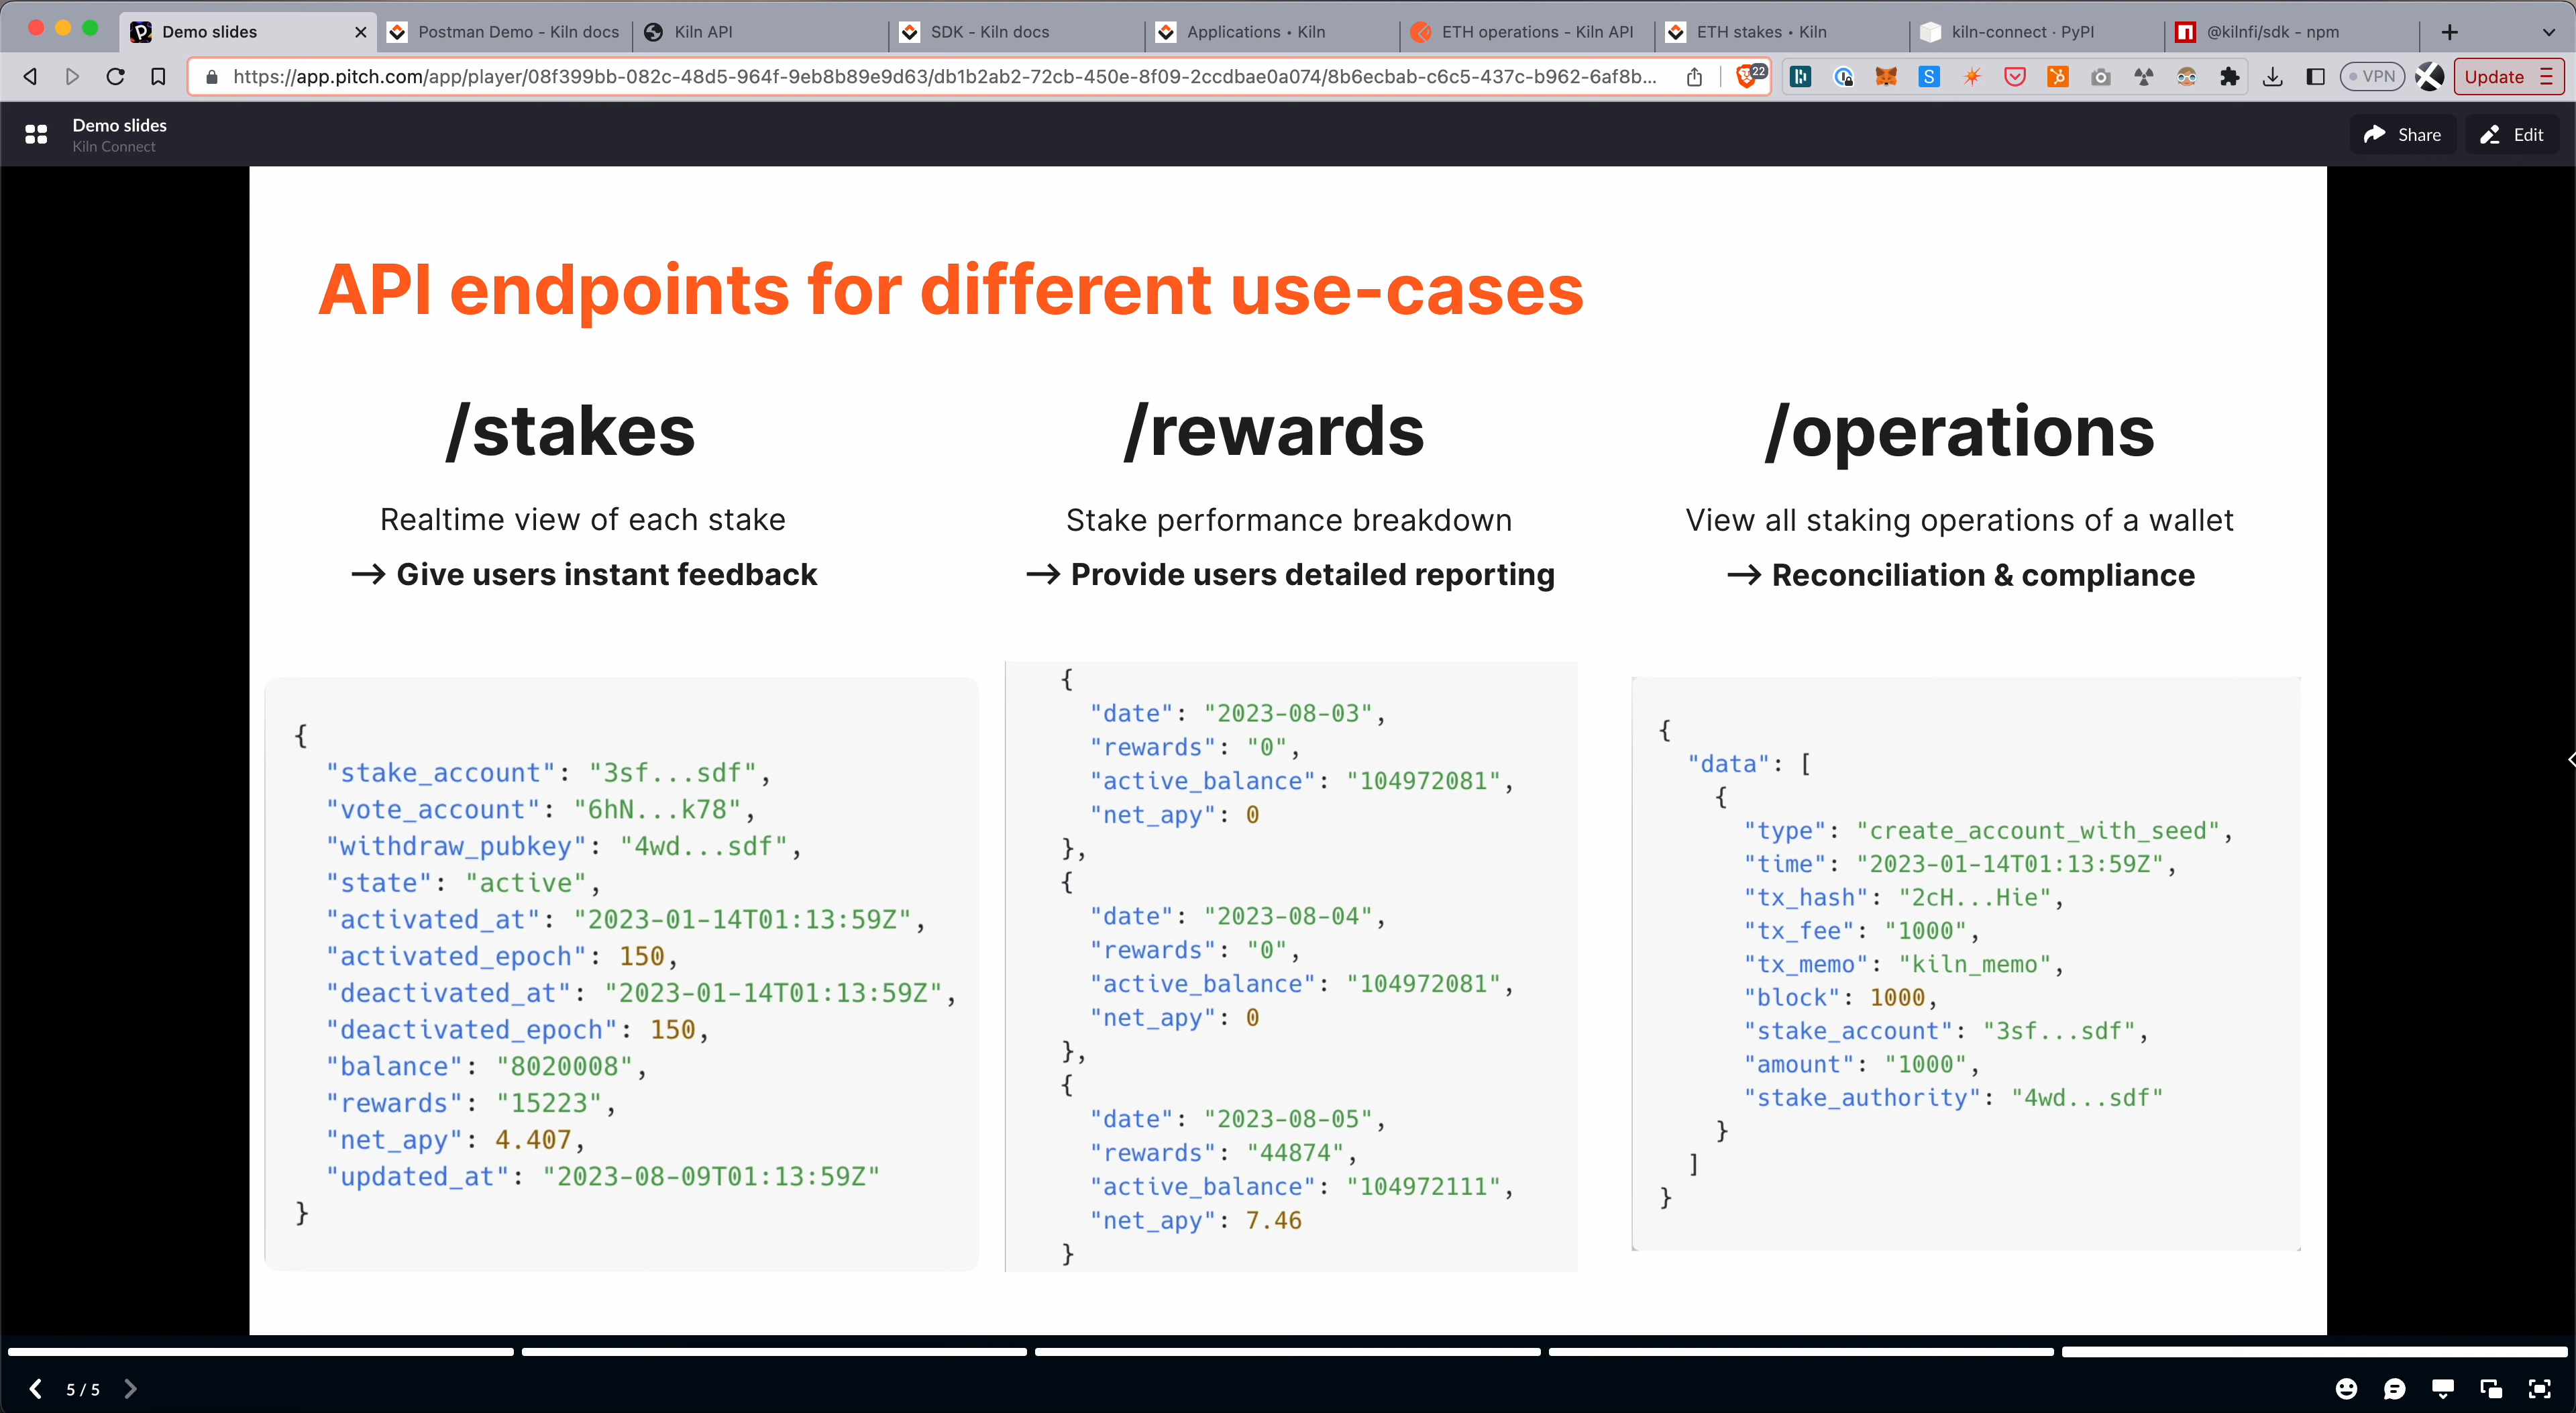 Demo slides
Postman Demo - Kiln docs
Kiln API
SDK - Kiln docs
Applications • Kiln
ETH operations - Kiln API
ETH stakes • Kiln
kiln-connect · PyPI
@kilnfi/sdk - npm
https://app.pitch.com/app/player/08f399bb-082c-48d5-964f-9eb8b89e9d63/db1b2ab2-72cb-450e-8f09-2ccdbae0a074/8b6ecbab-c6c5-437c-b962-6af8b...
22
VPN
Update
Demo slides
Kiln Connect
Share
Edit
API endpoints for different use-cases
/stakes
Realtime view of each stake
→ Give users instant feedback
{
"stake_account": "3sf...sdf",
"vote_account": "6hN...k78",
"withdraw_pubkey": "4wd...sdf",
"state": "active",
"activated_at": "2023-01-14T01:13:59Z",
"activated_epoch": 150,
"deactivated_at": "2023-01-14T01:13:59Z",
"deactivated_epoch": 150,
"balance": "8020008",
"rewards": "15223",
"net_apy": 4.407,
"updated_at": "2023-08-09T01:13:59Z"
}
/rewards
Stake performance breakdown
→ Provide users detailed reporting
{
"date": "2023-08-03",
"rewards": "0",
"active_balance": "104972081",
"net_apy": 0
},
{
"date": "2023-08-04",
"rewards": "0",
"active_balance": "104972081",
"net_apy": 0
},
{
"date": "2023-08-05",
"rewards": "44874",
"active_balance": "104972111",
"net_apy": 7.46
}
/operations
View all staking operations of a wallet
→ Reconciliation & compliance
{
"data": [
{
"type": "create_account_with_seed",
"time": "2023-01-14T01:13:59Z",
"tx_hash": "2cH...Hie",
"tx_fee": "1000",
"tx_memo": "kiln_memo",
"block": 1000,
"stake_account": "3sf...sdf",
"amount": "1000",
"stake_authority": "4wd...sdf"
}
]
}
5 / 5